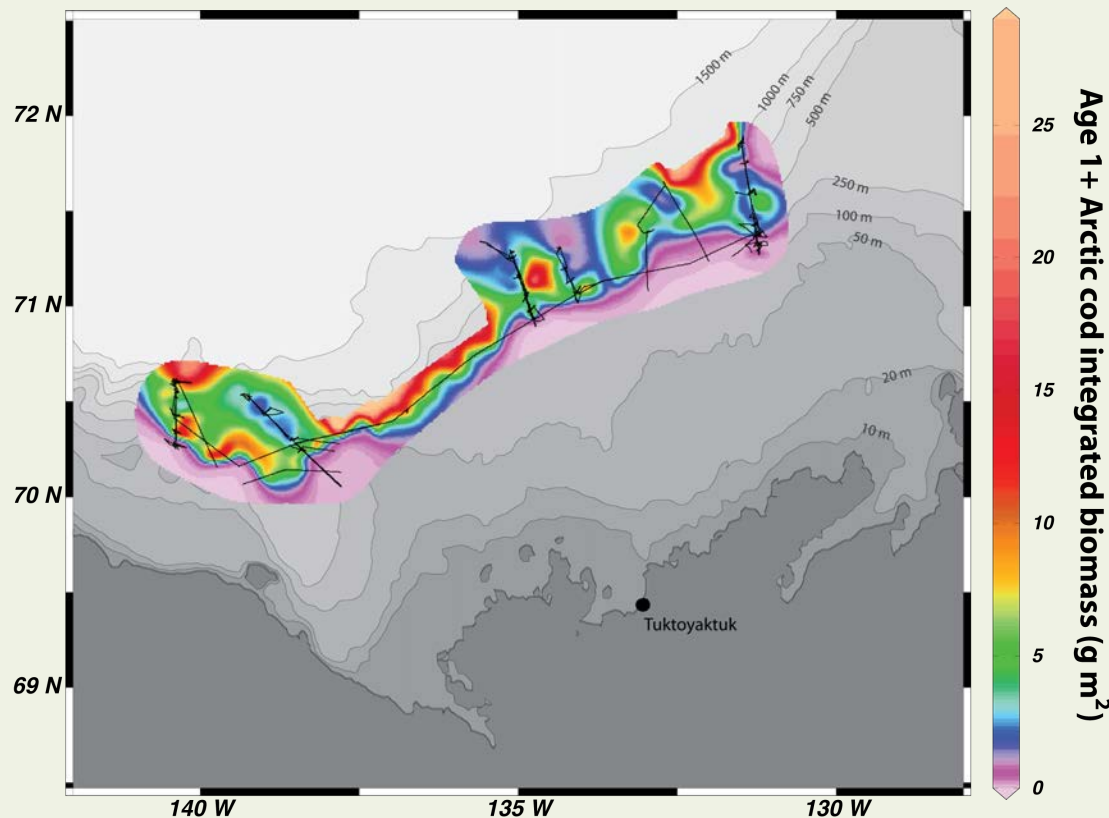 72 N
71 N
70 N
69 N
140 W
135 W
130 W
1500 m
1000 m
750 m
500 m
250 m
100 m
50 m
20 m
10 m
Tuktoyaktuk
25
20
15
10
5
0
Age 1+ Arctic cod integrated biomass (g m²)